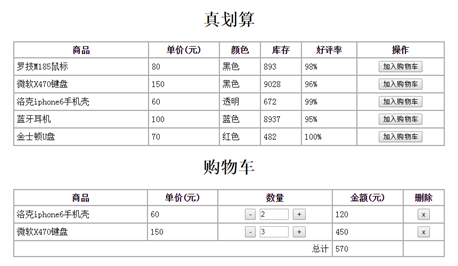 真划算
商品 单价(元) 颜色 库存 好评率 操作
罗技M185鼠标 80 黑色 893 98% 加入购物车
微软X470键盘 150 黑色 9028 96% 加入购物车
洛克iphone6手机壳 60 透明 672 99% 加入购物车
蓝牙耳机 100 蓝色 8937 95% 加入购物车
金士顿U盘 70 红色 482 100% 加入购物车
购物车
商品 单价(元) 数量 金额(元) 删除
洛克iphone6手机壳 60 - 2 + 120 x
微软X470键盘 150 - 3 + 450 x
总计 570